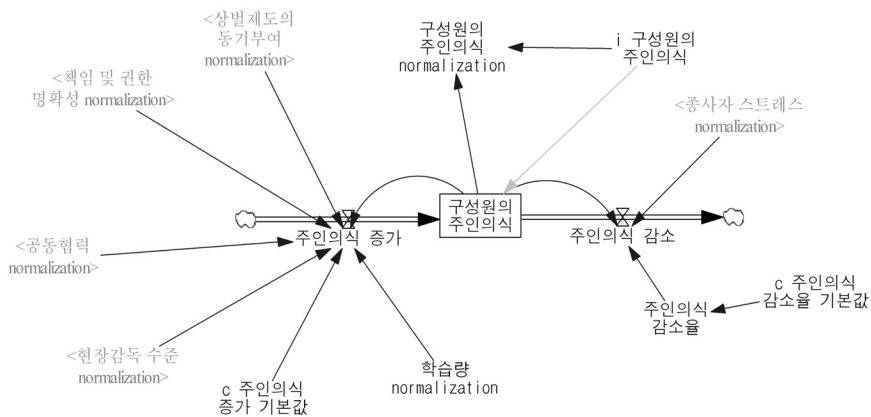 <상벌제도의
동기부여
normalization>
구성원의
주인의식
normalization
i 구성원의
주인의식
<책임 및 권한
명확성 normalization>
<종사자 스트레스
normalization>
구성원의
주인의식
주인의식 증가
주인의식 감소
<공동협력
normalization>
c 주인의식
감소율 기본값
주인의식
감소율
<현장감독 수준
normalization>
학습량
normalization
c 주인의식
증가 기본값